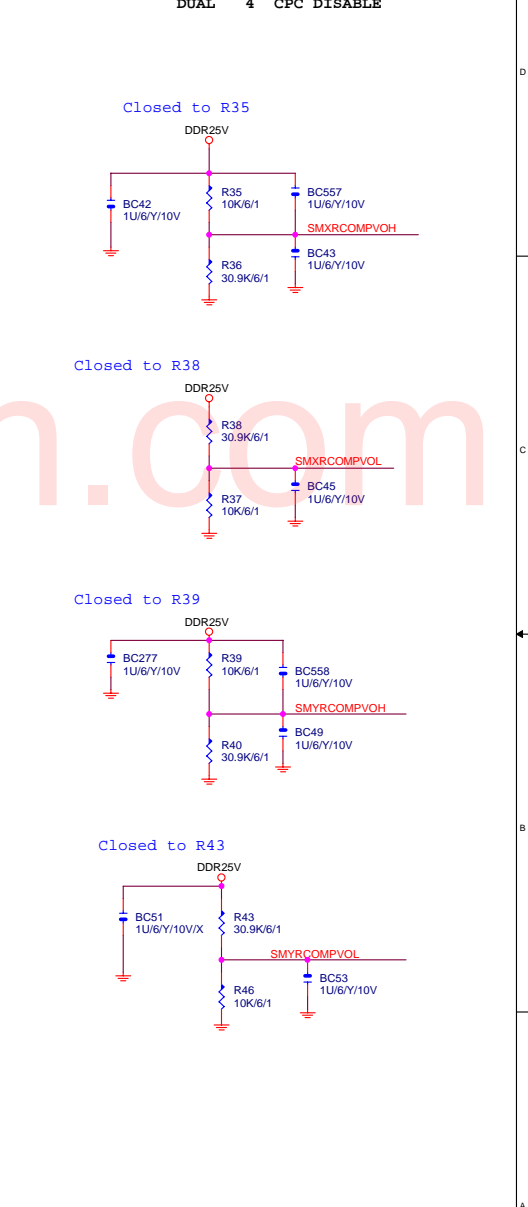 DUAL 4 CPC DISABLE
D
Closed to R35
DDR25V
BC42
1U/6/Y/10V
R35
10K/6/1
BC557
1U/6/Y/10V
SMXRCOMPVOH
R36
30.9K/6/1
BC43
1U/6/Y/10V
Closed to R38
DDR25V
R38
30.9K/6/1
n.com
C
SMXRCOMPVOL
R37
10K/6/1
BC45
1U/6/Y/10V
Closed to R39
DDR25V
BC277
1U/6/Y/10V
R39
10K/6/1
BC558
1U/6/Y/10V
SMYRCOMPVOH
R40
30.9K/6/1
BC49
1U/6/Y/10V
B
Closed to R43
DDR25V
BC51
1U/6/Y/10V/X
R43
30.9K/6/1
SMYRCOMPVOL
R46
10K/6/1
BC53
1U/6/Y/10V
A